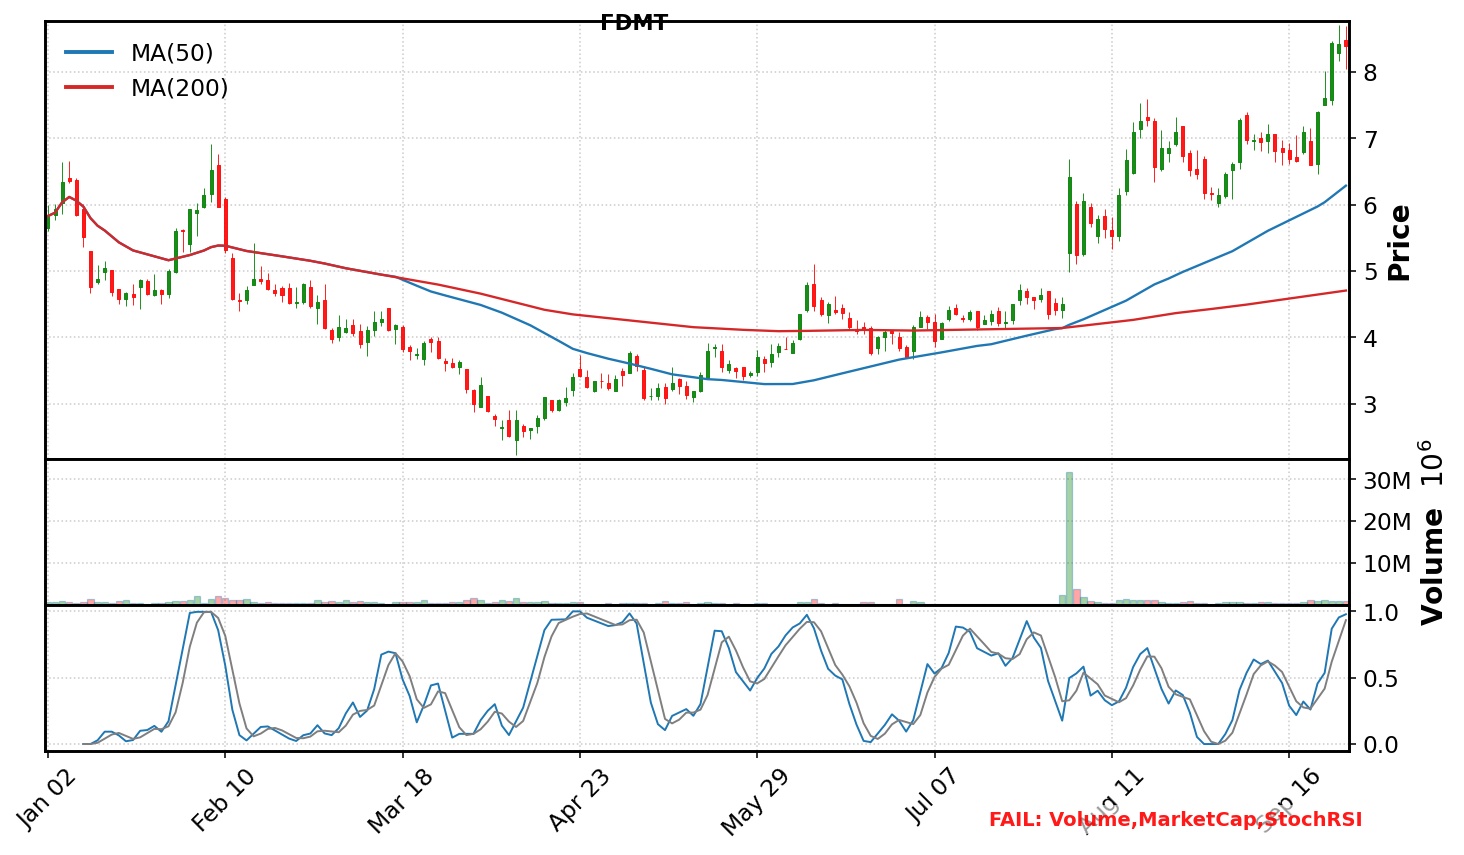 FDMT
MA(50)
MA(200)
8
7
6
5
4
3
Price
30M
20M
10M
Volume 10^6
1.0
0.5
0.0
Jan 02
Feb 10
Mar 18
Apr 23
May 29
Jul 07
Aug 11
Sep 16
FAIL: Volume,MarketCap,StochRSI